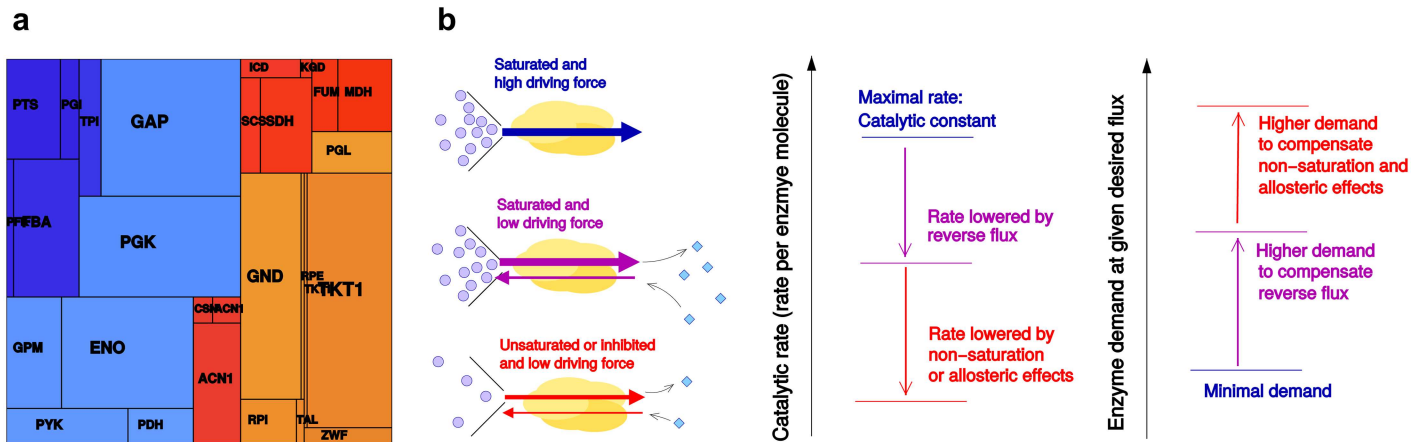 a
b
PTS
PGI
TPI
GAP
FBA
PGK
GPM
ENO
PYK
PDH
ICD
KGD
SDH
FUM
MDH
PGL
GND
RPE
TKT1
CSN
ACN1
ACN1
RPI
TAL
ZWF
Saturated and
high driving force
Saturated and
low driving force
Unsaturated or inhibited
and low driving force
Catalytic rate (rate per enzmye molecule)
Maximal rate:
Catalytic constant
Rate lowered by
reverse flux
Rate lowered by
non−saturation
or allosteric effects
Enzyme demand at given desired flux
Higher demand
to compensate
non−saturation and
allosteric effects
Higher demand
to compensate
reverse flux
Minimal demand